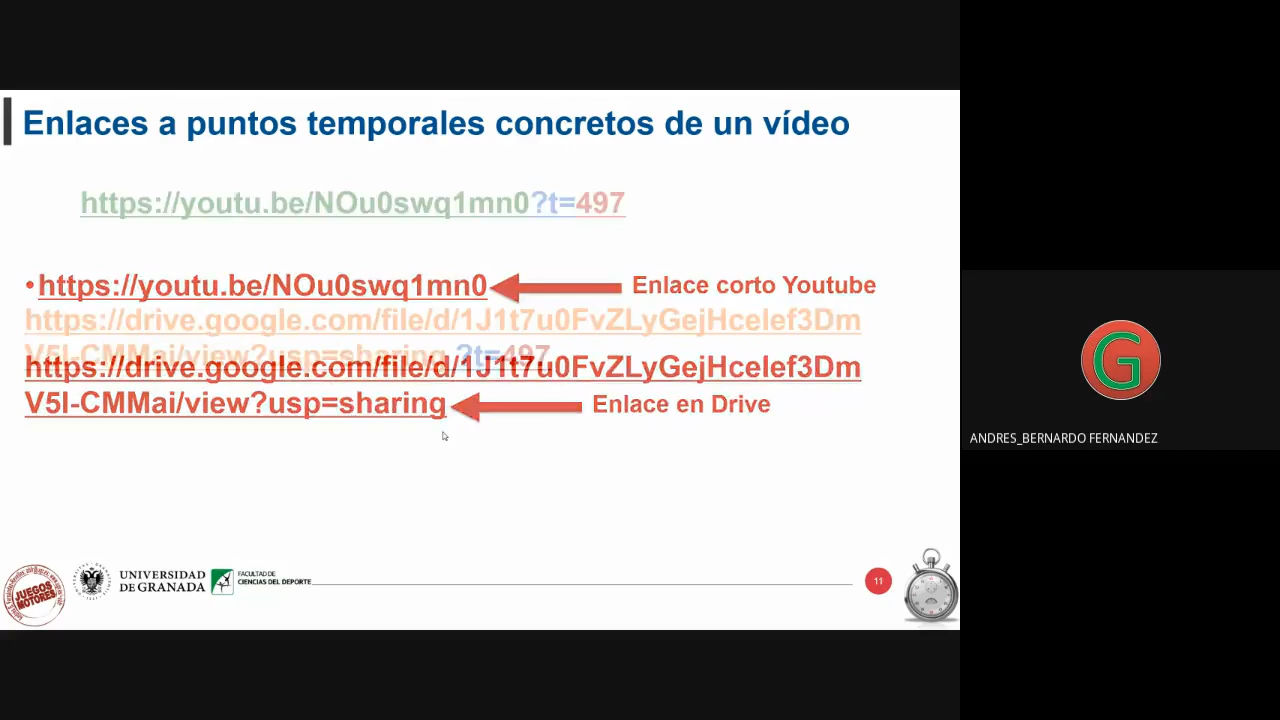 Enlaces a puntos temporales concretos de un vídeo
https://youtu.be/NOu0swq1mn0?t=497
•https://youtu.be/NOu0swq1mn0
Enlace corto Youtube
https://drive.google.com/file/d/1J1t7u0FvZLyGejHcelef3Dm
V5I-CMMai/view?usp=sharing ?t=497
https://drive.google.com/file/d/1J1t7u0FvZLyGejHcelef3Dm
V5I-CMMai/view?usp=sharing
Enlace en Drive
G
ANDRES_BERNARDO FERNANDEZ
JUEGOS
MOTORES
UNIVERSIDAD
DE GRANADA
FACULTAD DE
CIENCIAS DEL DEPORTE
11